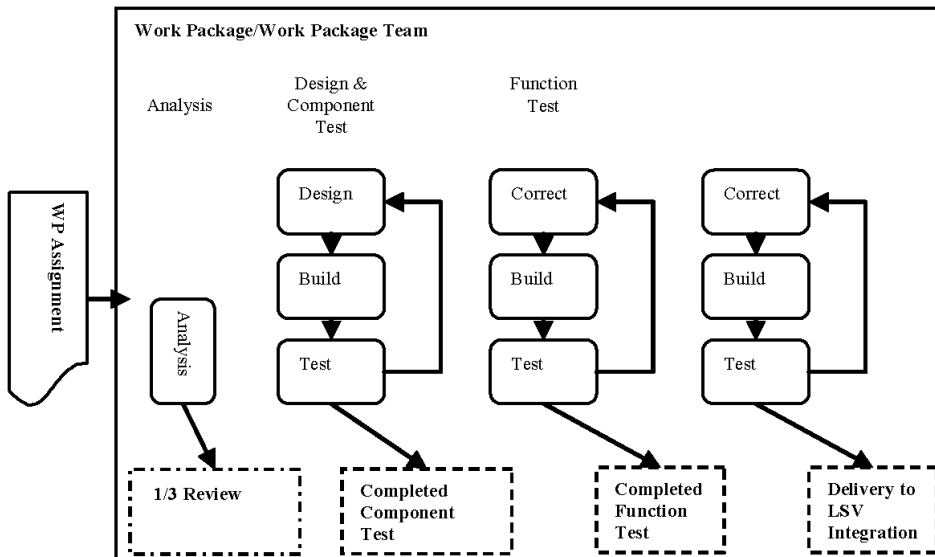 Work Package/Work Package Team
Analysis
Design &
Component
Test
Function
Test
WP Assignment
Analysis
Design
Build
Test
Correct
Build
Test
Correct
Build
Test
1/3 Review
Completed
Component
Test
Completed
Function
Test
Delivery to
LSV
Integration